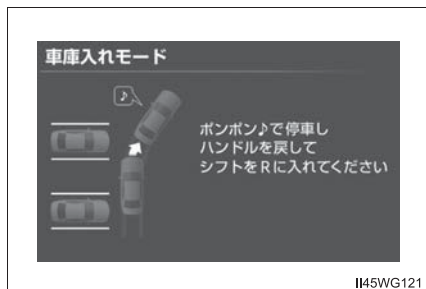 車庫入れモード
♪
ポンポン♪で停車し
ハンドルを戻して
シフトをRに入れてください
II45WG121